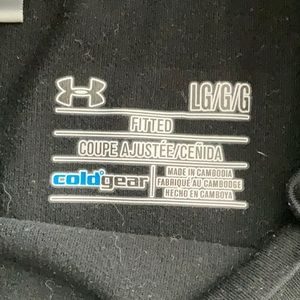 LG/G/G
FITTED
COUPE AJUSTÉE/CEÑIDA
coldgear
MADE IN CAMBODIA
FABRIQUÉ AU CAMBODGE
HECHO EN CAMBOYA